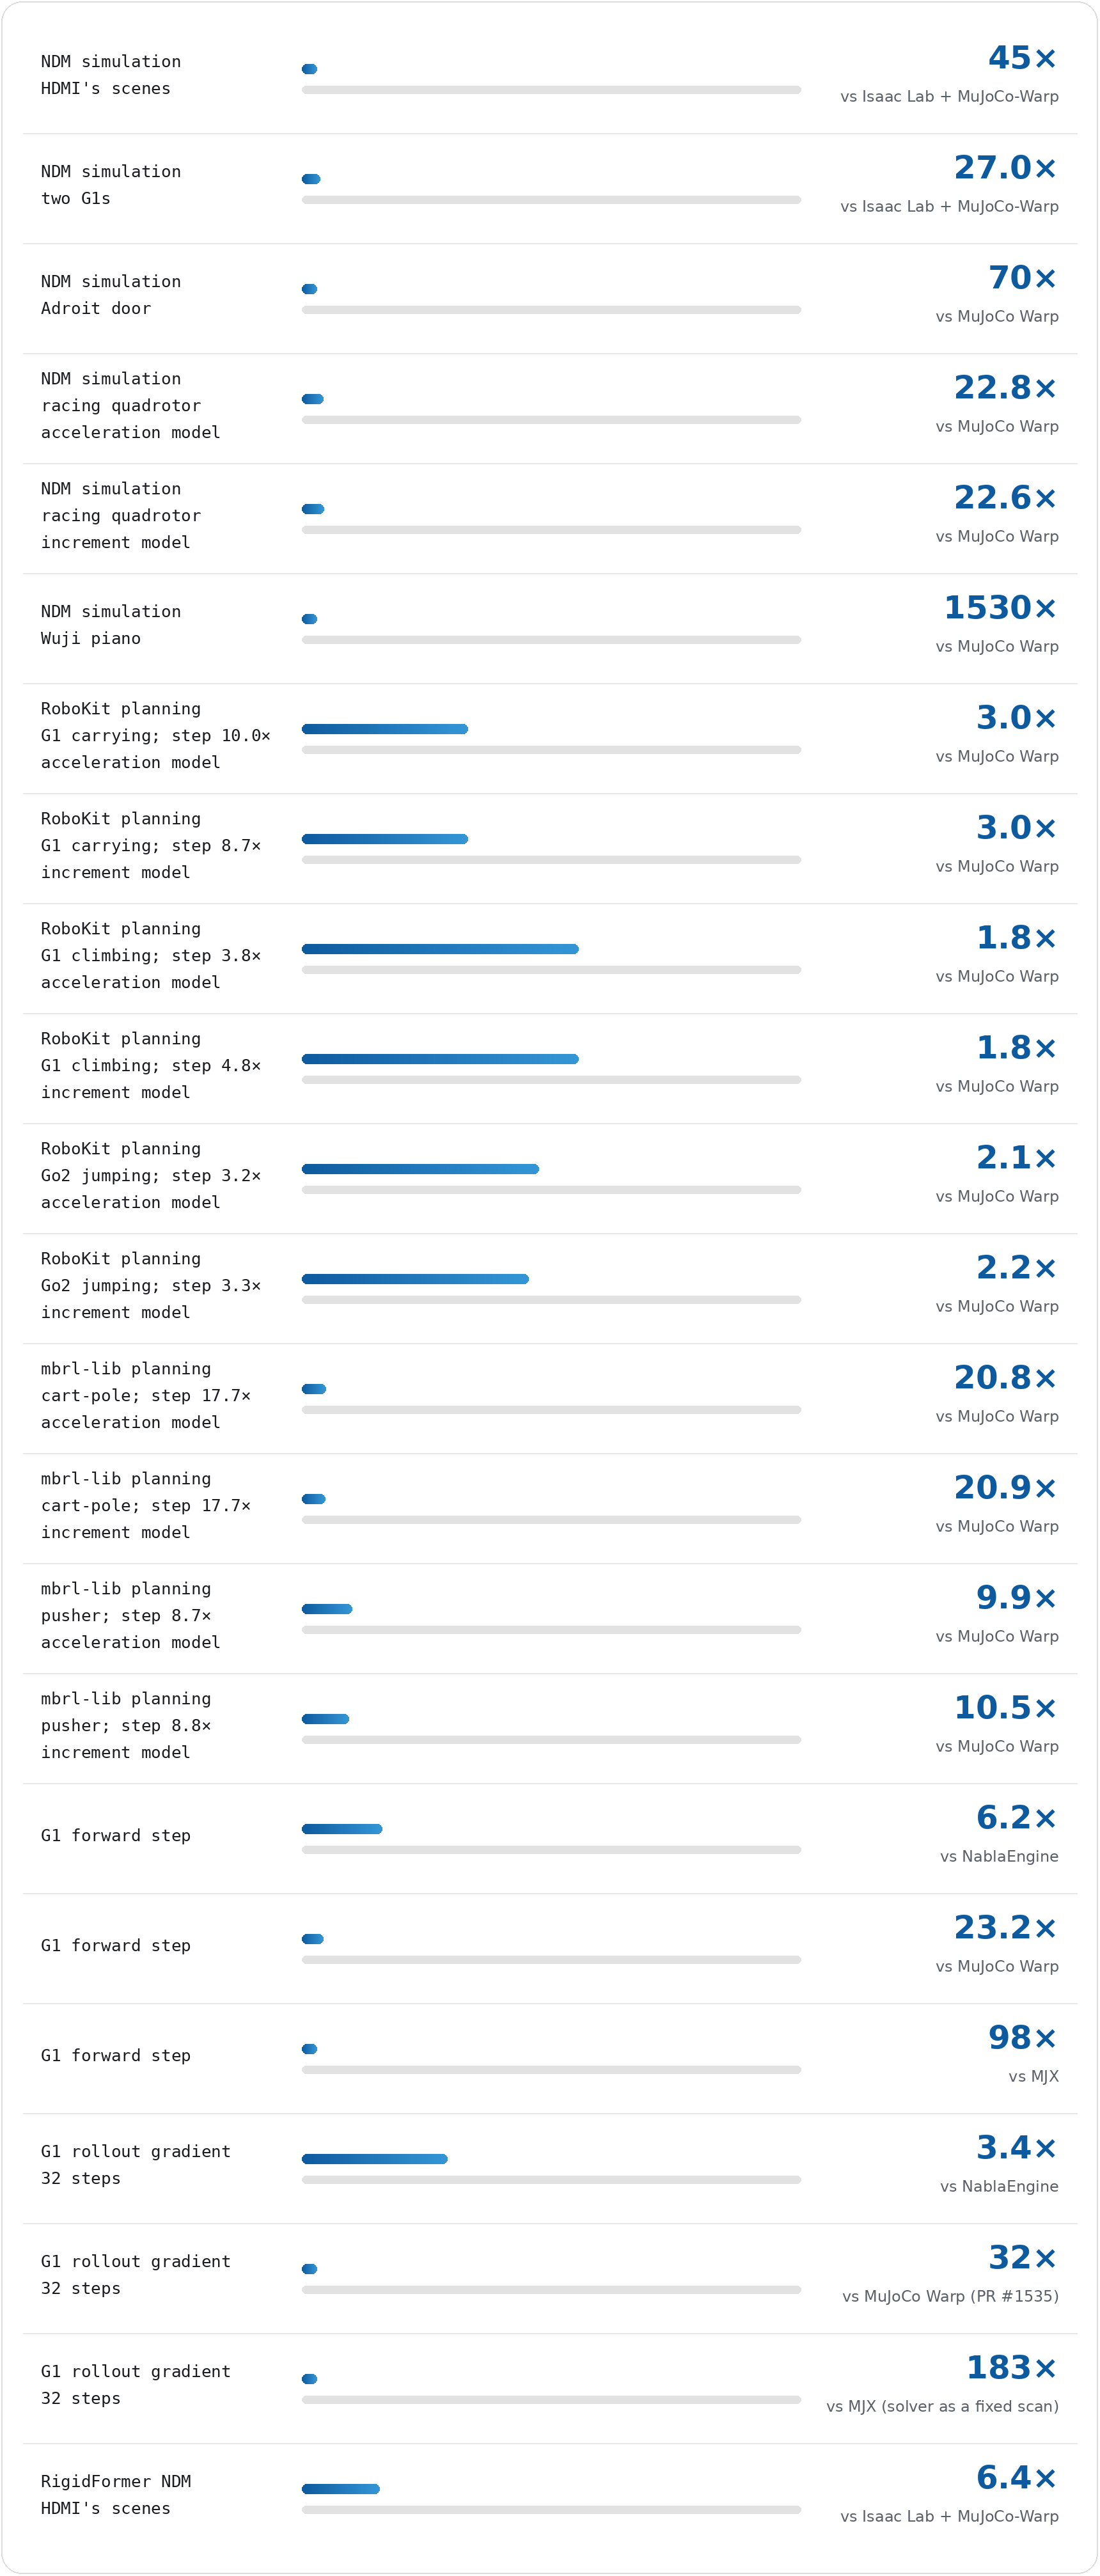 NDM simulation
HDMI's scenes
45×
vs Isaac Lab + MuJoCo-Warp
NDM simulation
two G1s
27.0×
vs Isaac Lab + MuJoCo-Warp
NDM simulation
Adroit door
70×
vs MuJoCo Warp
NDM simulation
racing quadrotor
acceleration model
22.8×
vs MuJoCo Warp
NDM simulation
racing quadrotor
increment model
22.6×
vs MuJoCo Warp
NDM simulation
Wuji piano
1530×
vs MuJoCo Warp
RoboKit planning
G1 carrying; step 10.0×
acceleration model
3.0×
vs MuJoCo Warp
RoboKit planning
G1 carrying; step 8.7×
increment model
3.0×
vs MuJoCo Warp
RoboKit planning
G1 climbing; step 3.8×
acceleration model
1.8×
vs MuJoCo Warp
RoboKit planning
G1 climbing; step 4.8×
increment model
1.8×
vs MuJoCo Warp
RoboKit planning
Go2 jumping; step 3.2×
acceleration model
2.1×
vs MuJoCo Warp
RoboKit planning
Go2 jumping; step 3.3×
increment model
2.2×
vs MuJoCo Warp
mbrl-lib planning
cart-pole; step 17.7×
acceleration model
20.8×
vs MuJoCo Warp
mbrl-lib planning
cart-pole; step 17.7×
increment model
20.9×
vs MuJoCo Warp
mbrl-lib planning
pusher; step 8.7×
acceleration model
9.9×
vs MuJoCo Warp
mbrl-lib planning
pusher; step 8.8×
increment model
10.5×
vs MuJoCo Warp
G1 forward step
6.2×
vs NablaEngine
G1 forward step
23.2×
vs MuJoCo Warp
G1 forward step
98×
vs MJX
G1 rollout gradient
32 steps
3.4×
vs NablaEngine
G1 rollout gradient
32 steps
32×
vs MuJoCo Warp (PR #1535)
G1 rollout gradient
32 steps
183×
vs MJX (solver as a fixed scan)
RigidFormer NDM
HDMI's scenes
6.4×
vs Isaac Lab + MuJoCo-Warp